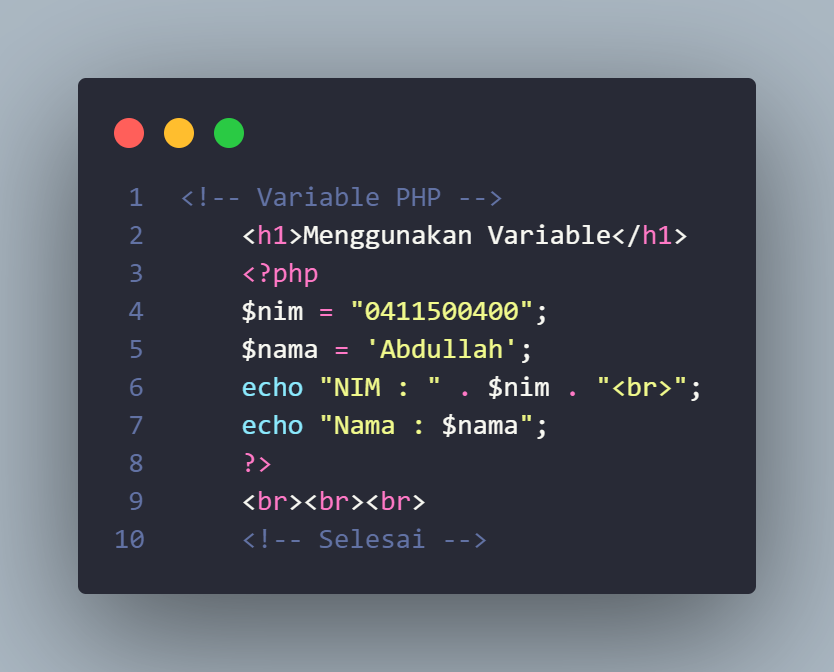 1 <!-- Variable PHP -->
2 <h1>Menggunakan Variable</h1>
3 <?php
4 $nim = "0411500400";
5 $nama = 'Abdullah';
6 echo "NIM : " . $nim . "<br>";
7 echo "Nama : $nama";
8 ?>
9 <br><br><br>
10 <!-- Selesai -->